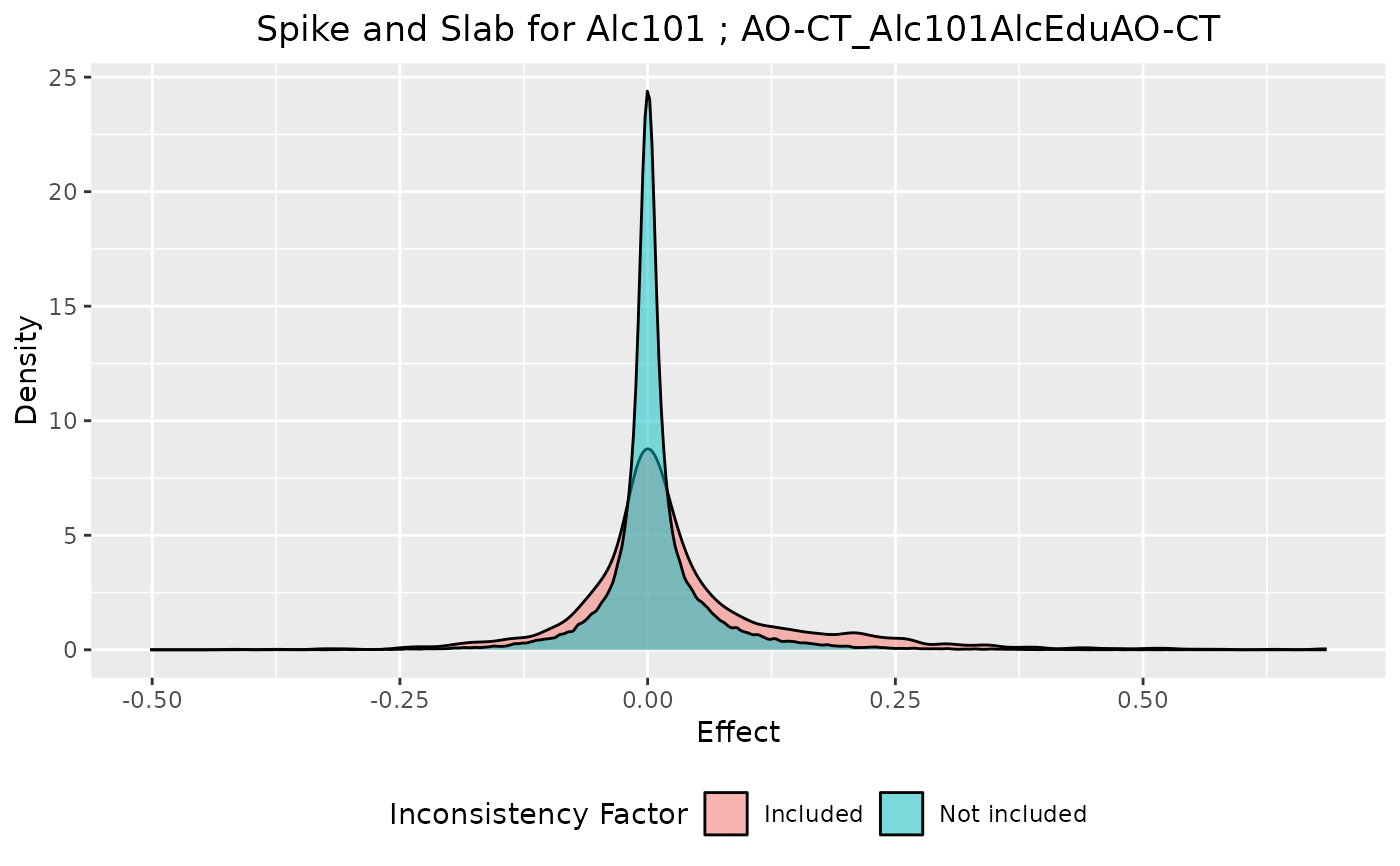 Spike and Slab for Alc101 ; AO-CT_Alc101AlcEduAO-CT
25
20
15
10
5
0
Density
-0.50 -0.25 0.00 0.25 0.50
Effect
Inconsistency Factor Included Not included